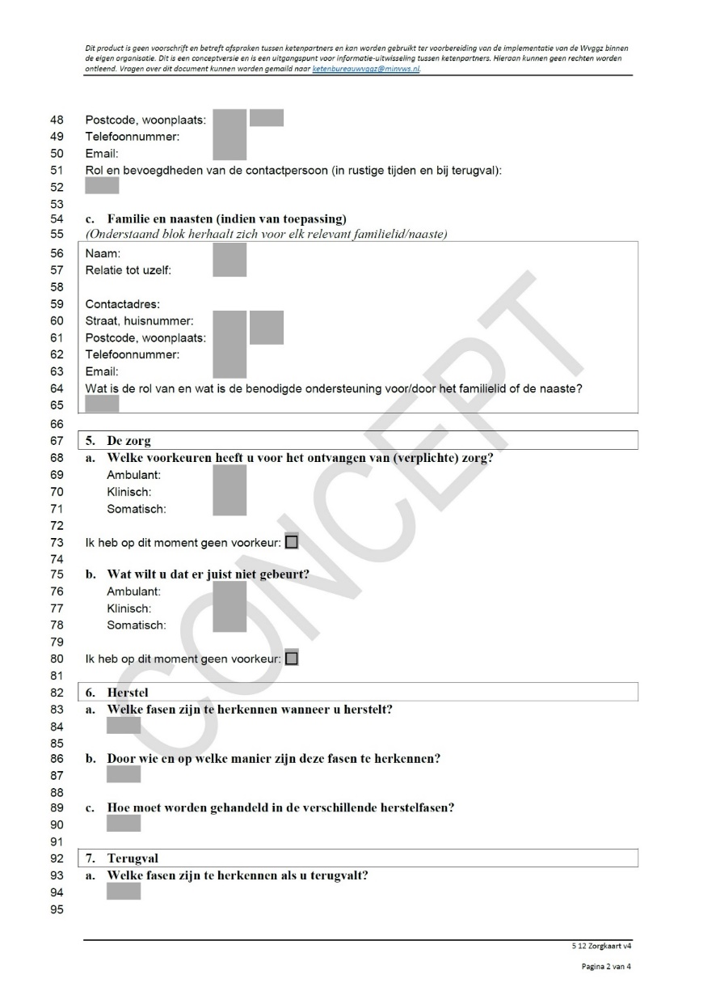 Dit product is geen voorschrift en betreft afspraken tussen ketenpartners en kan worden gebruikt ter voorbereiding van de implementatie van de Wvggz binnen
de eigen organisatie. Dit is een conceptversie en is een uitgangspunt voor informatie-uitwisseling tussen ketenpartners. Hieraan kunnen geen rechten worden
ontleend. Vragen over dit document kunnen worden gemaild naar ketenbureauwvggz@minvws.nl.
48 Postcode, woonplaats:
49 Telefoonnummer:
50 Email:
51 Rol en bevoegdheden van de contactpersoon (in rustige tijden en bij terugval):
52
53
54 c. Familie en naasten (indien van toepassing)
55 (Onderstaand blok herhaalt zich voor elk relevant familielid/naaste)
56 Naam:
57 Relatie tot uzelf:
58
59 Contactadres:
60 Straat, huisnummer:
61 Postcode, woonplaats:
62 Telefoonnummer:
63 Email:
64 Wat is de rol van en wat is de benodigde ondersteuning voor/door het familielid of de naaste?
65
66
67 5. De zorg
68 a. Welke voorkeuren heeft u voor het ontvangen van (verplichte) zorg?
69 Ambulant:
70 Klinisch:
71 Somatisch:
72
73 Ik heb op dit moment geen voorkeur:
74
75 b. Wat wilt u dat er juist niet gebeurt?
76 Ambulant:
77 Klinisch:
78 Somatisch:
79
80 Ik heb op dit moment geen voorkeur:
81
82 6. Herstel
83 a. Welke fasen zijn te herkennen wanneer u herstelt?
84
85
86 b. Door wie en op welke manier zijn deze fasen te herkennen?
87
88
89 c. Hoe moet worden gehandeld in de verschillende herstelfasen?
90
91
92 7. Terugval
93 a. Welke fasen zijn te herkennen als u terugvalt?
94
95
CONCEPT
5 12 Zorgkaart v4
Pagina 2 van 4